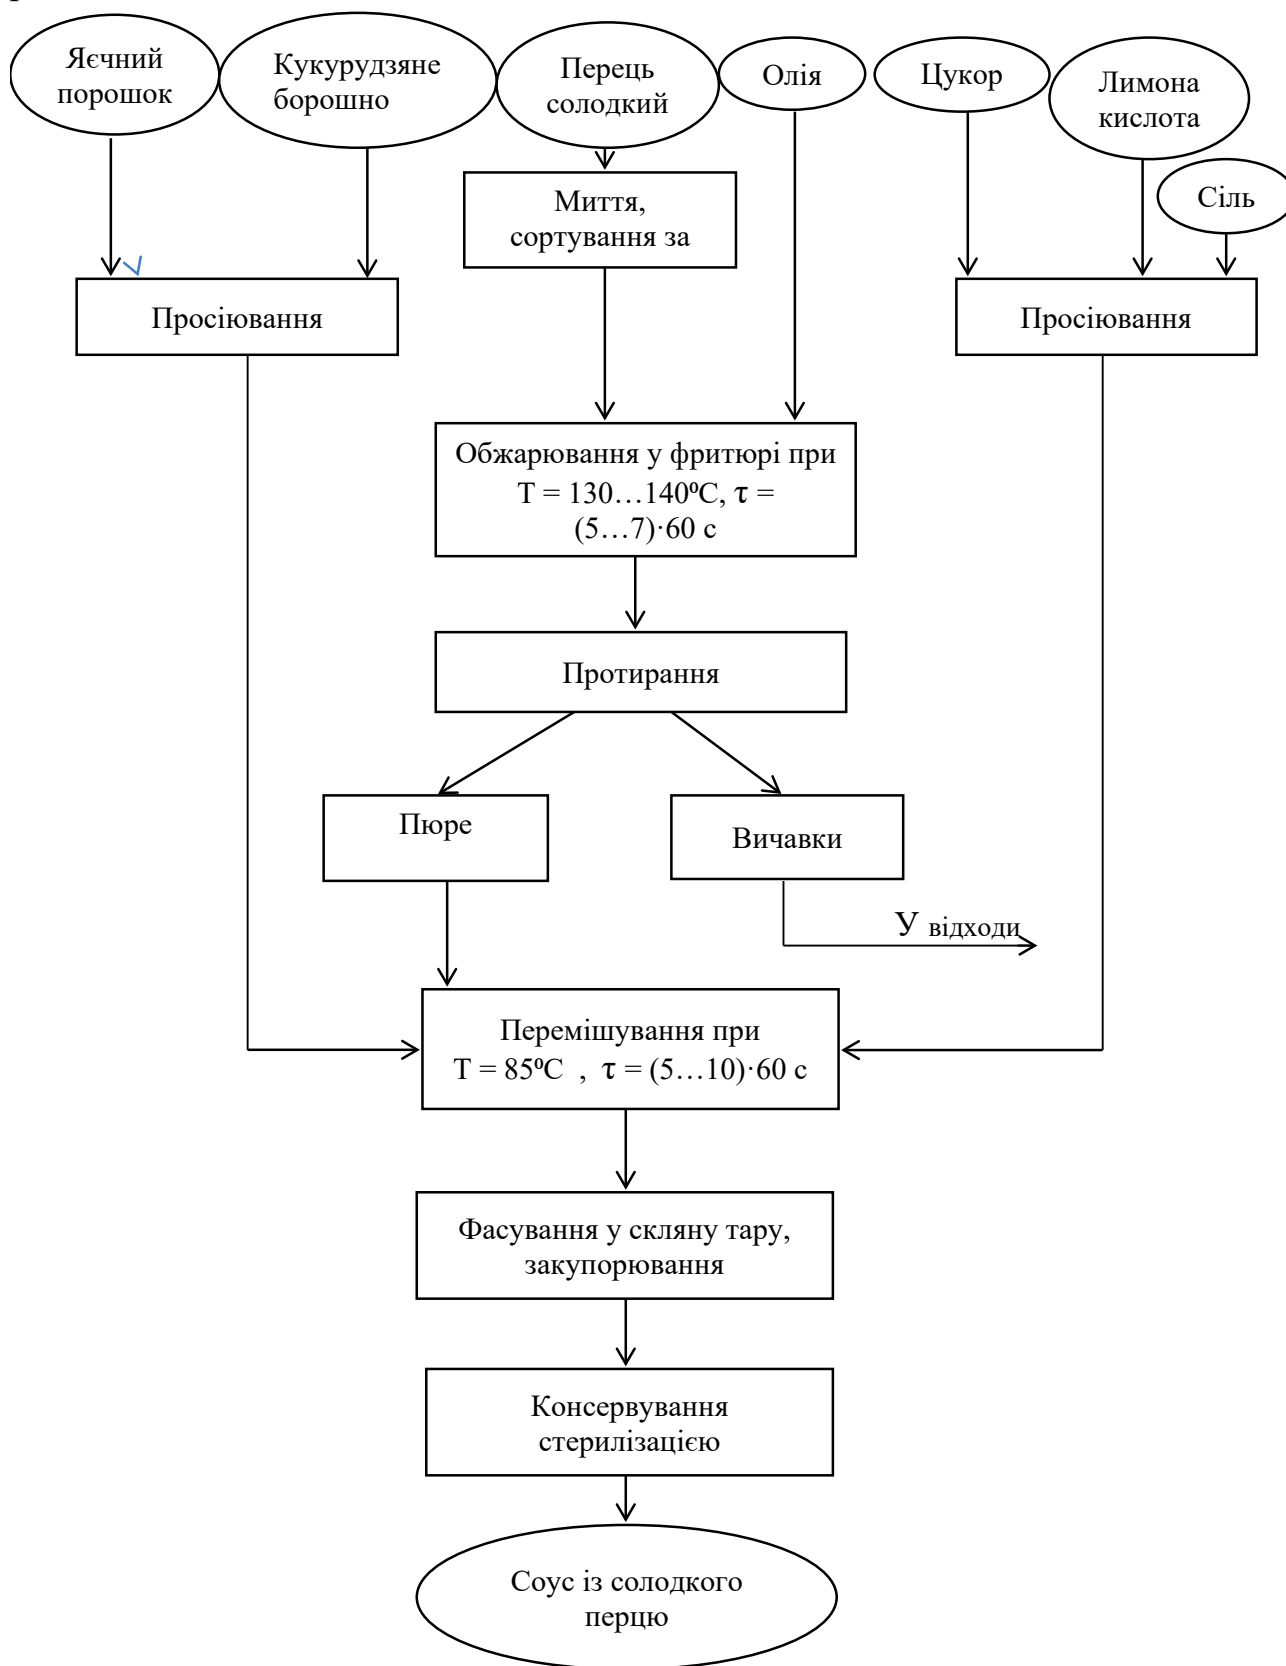 Яєчний
порошок
Кукурудзяне
борошно
Перець
солодкий
Олія
Цукор
Лимона
кислота
Сіль
Миття,
сортування за
Просіювання
Просіювання
Обжарювання у фритюрі при
Т = 130…140ºС, τ =
(5…7)·60 с
Протирання
Пюре
Вичавки
У відходи
Перемішування при
Т = 85ºС , τ = (5…10)·60 с
Фасування у скляну тару,
закупорювання
Консервування
стерилізацією
Соус із солодкого
перцю